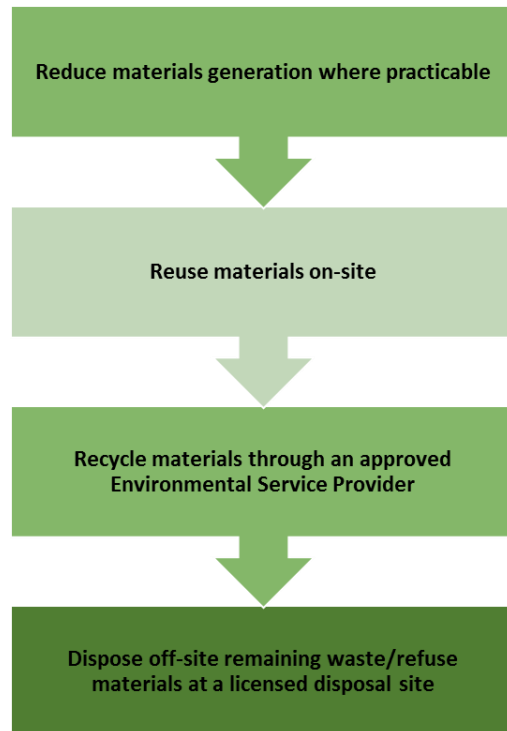 Reduce materials generation where practicable
Reuse materials on-site
Recycle materials through an approved
Environmental Service Provider
Dispose off-site remaining waste/refuse
materials at a licensed disposal site